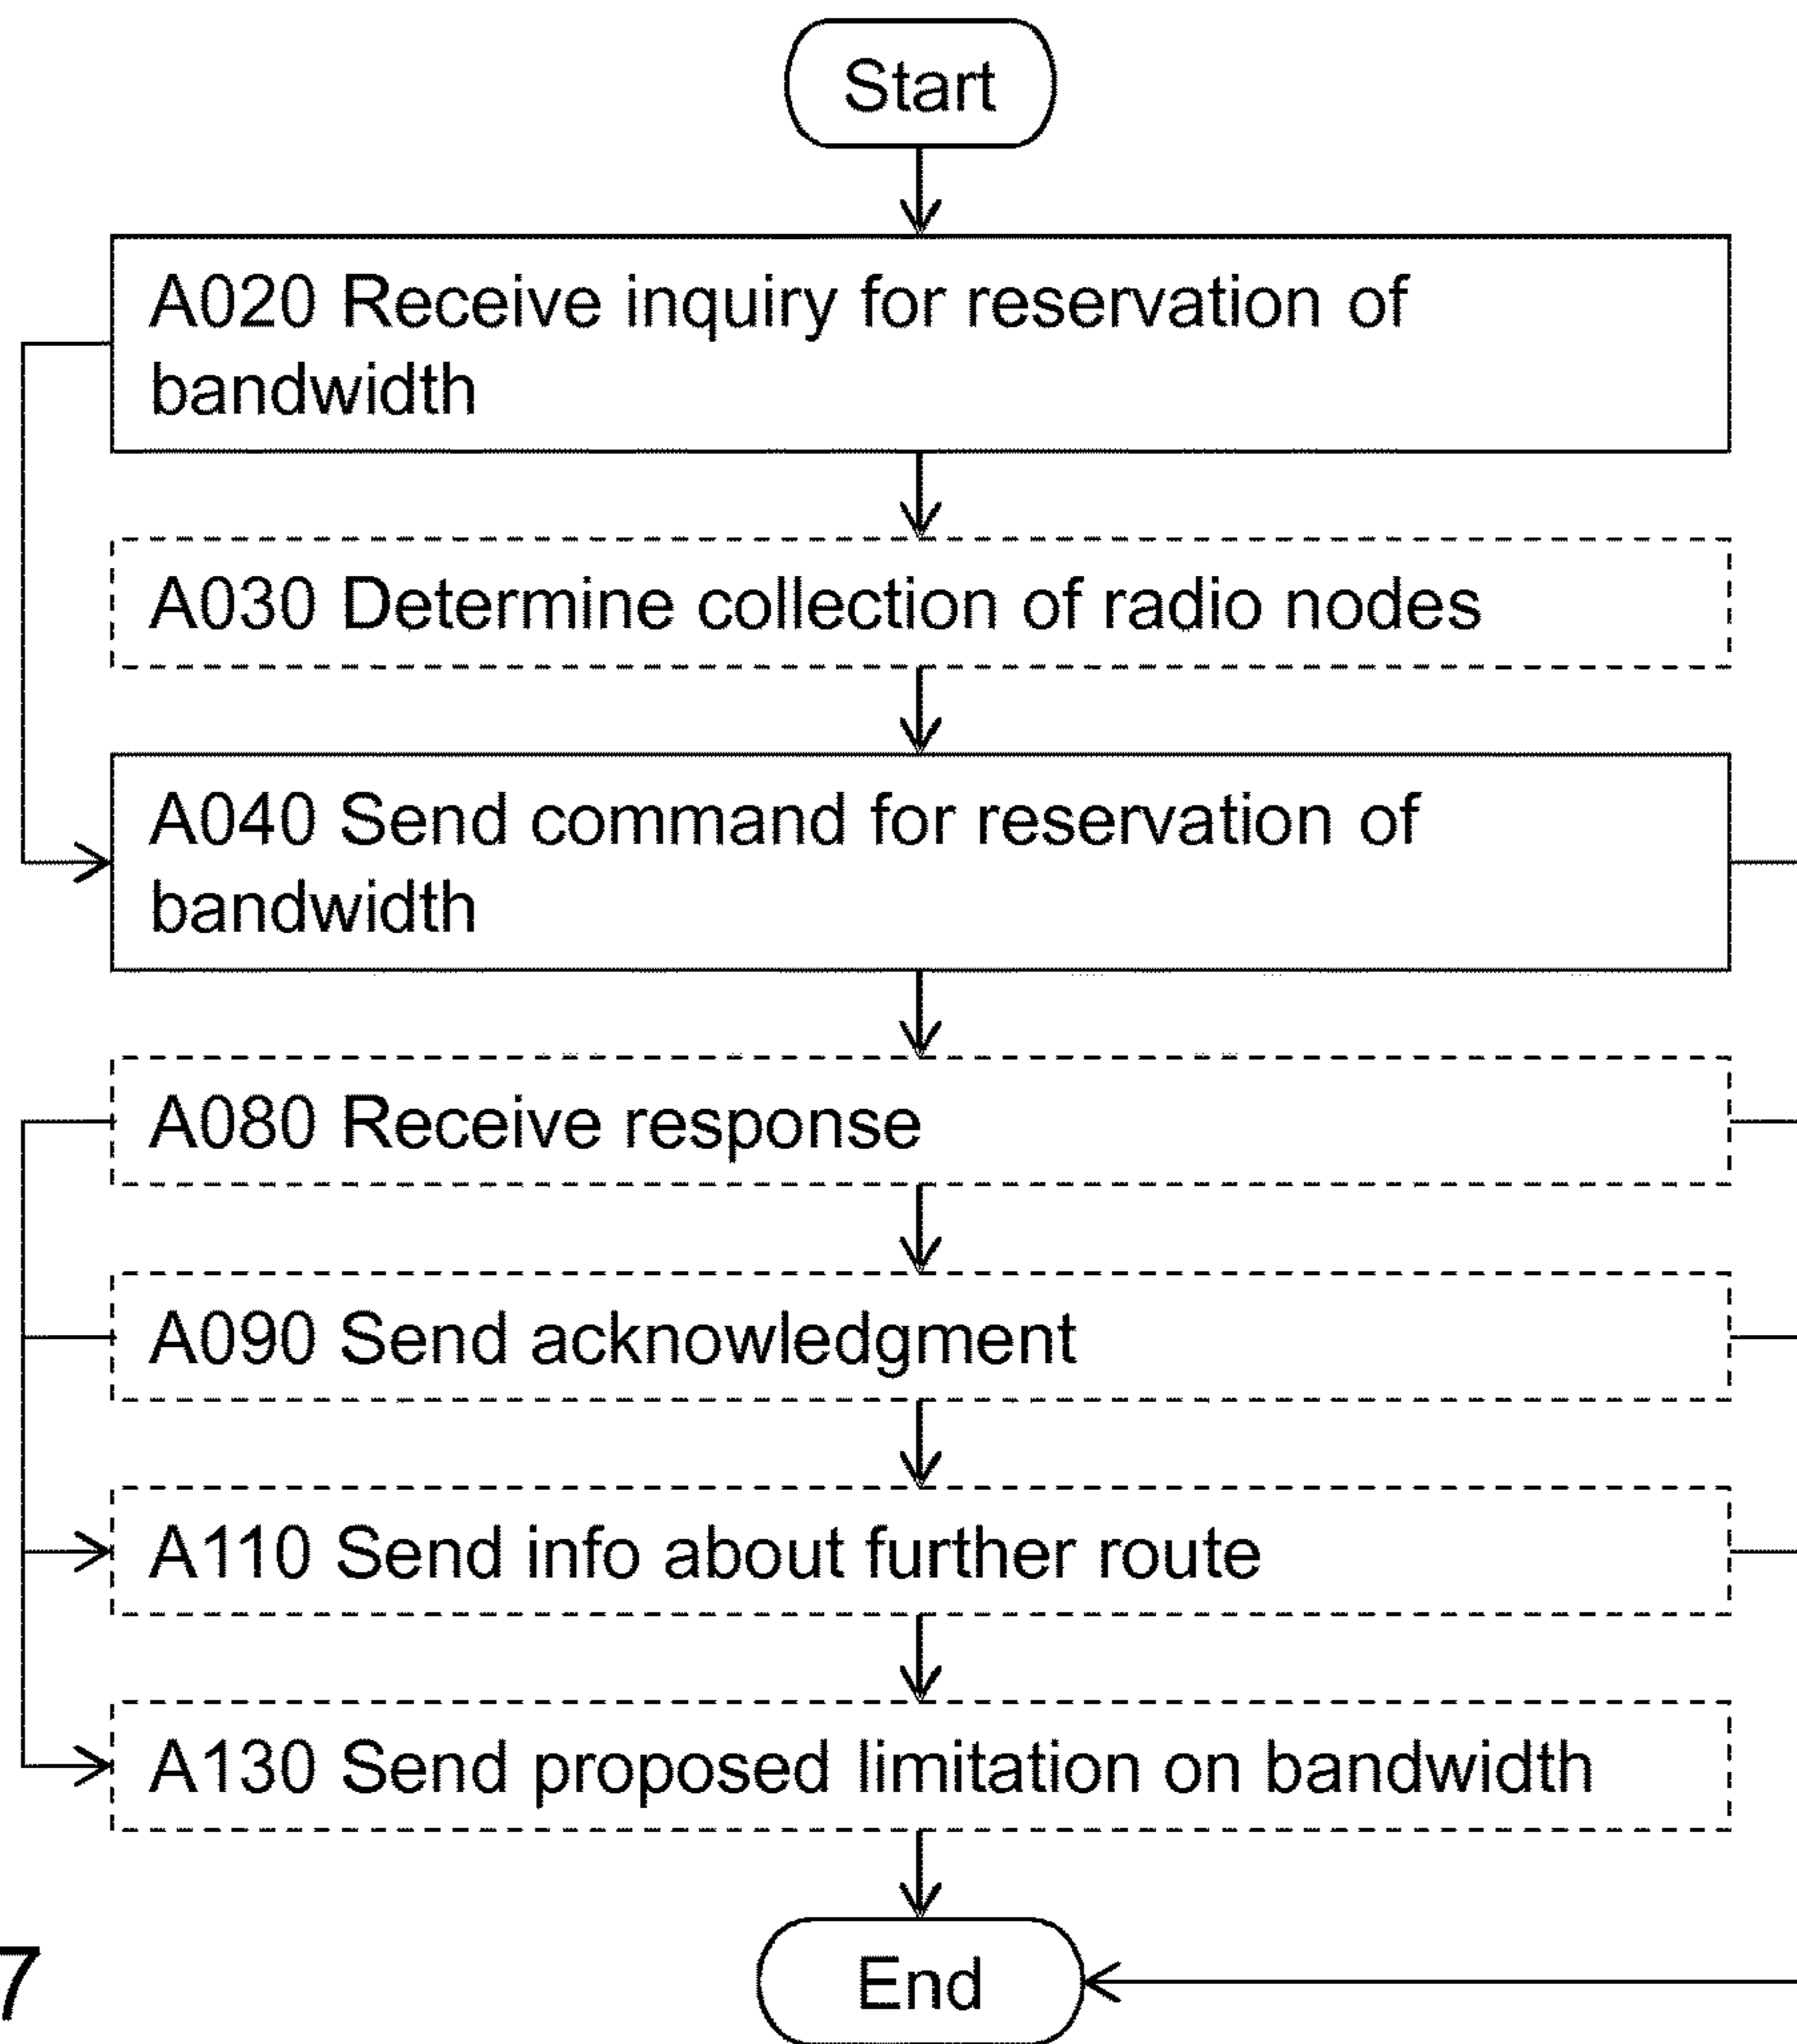 Start
A020 Receive inquiry for reservation of
bandwidth
A030 Determine collection of radio nodes
A040 Send command for reservation of
bandwidth
A080 Receive response
A090 Send acknowledgment
A110 Send info about further route
A130 Send proposed limitation on bandwidth
End
7